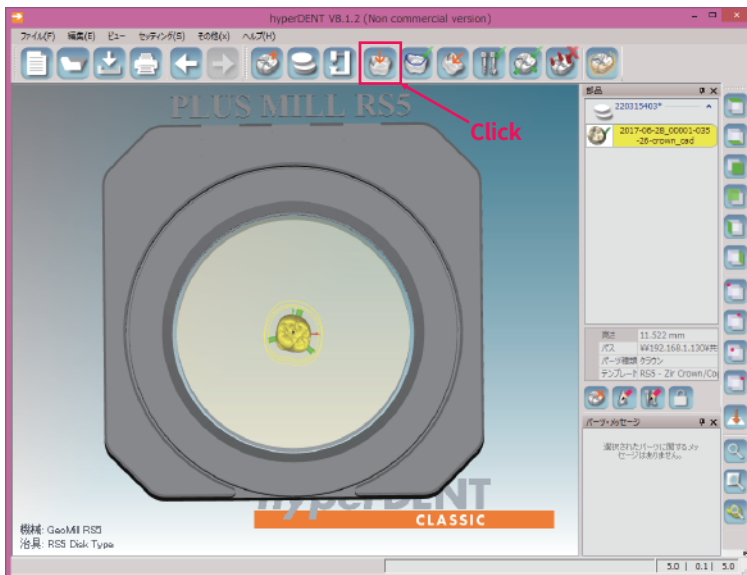 hyperDENT V8.1.2 (Non commercial version)
ファイル(F) 編集(E) ビュー セッティング(S) その他(x) ヘルプ(H)
PLUS MILL RS5
Click
部品
220315403*
2017-06-28_00001-035
-26-crown_cad
高さ 11.522 mm
パス ¥¥192.168.1.130¥共
パーツ種類 クラウン
テンプレート RS5 - Zir Crown/Co
パーツ・メッセージ
選択されたパーツに関するメッ
セージはありません。
hyperDENT
CLASSIC
機械: GeoMill RS5
治具: RS5 Disk Type
5.0 | 0.1 | 5.0